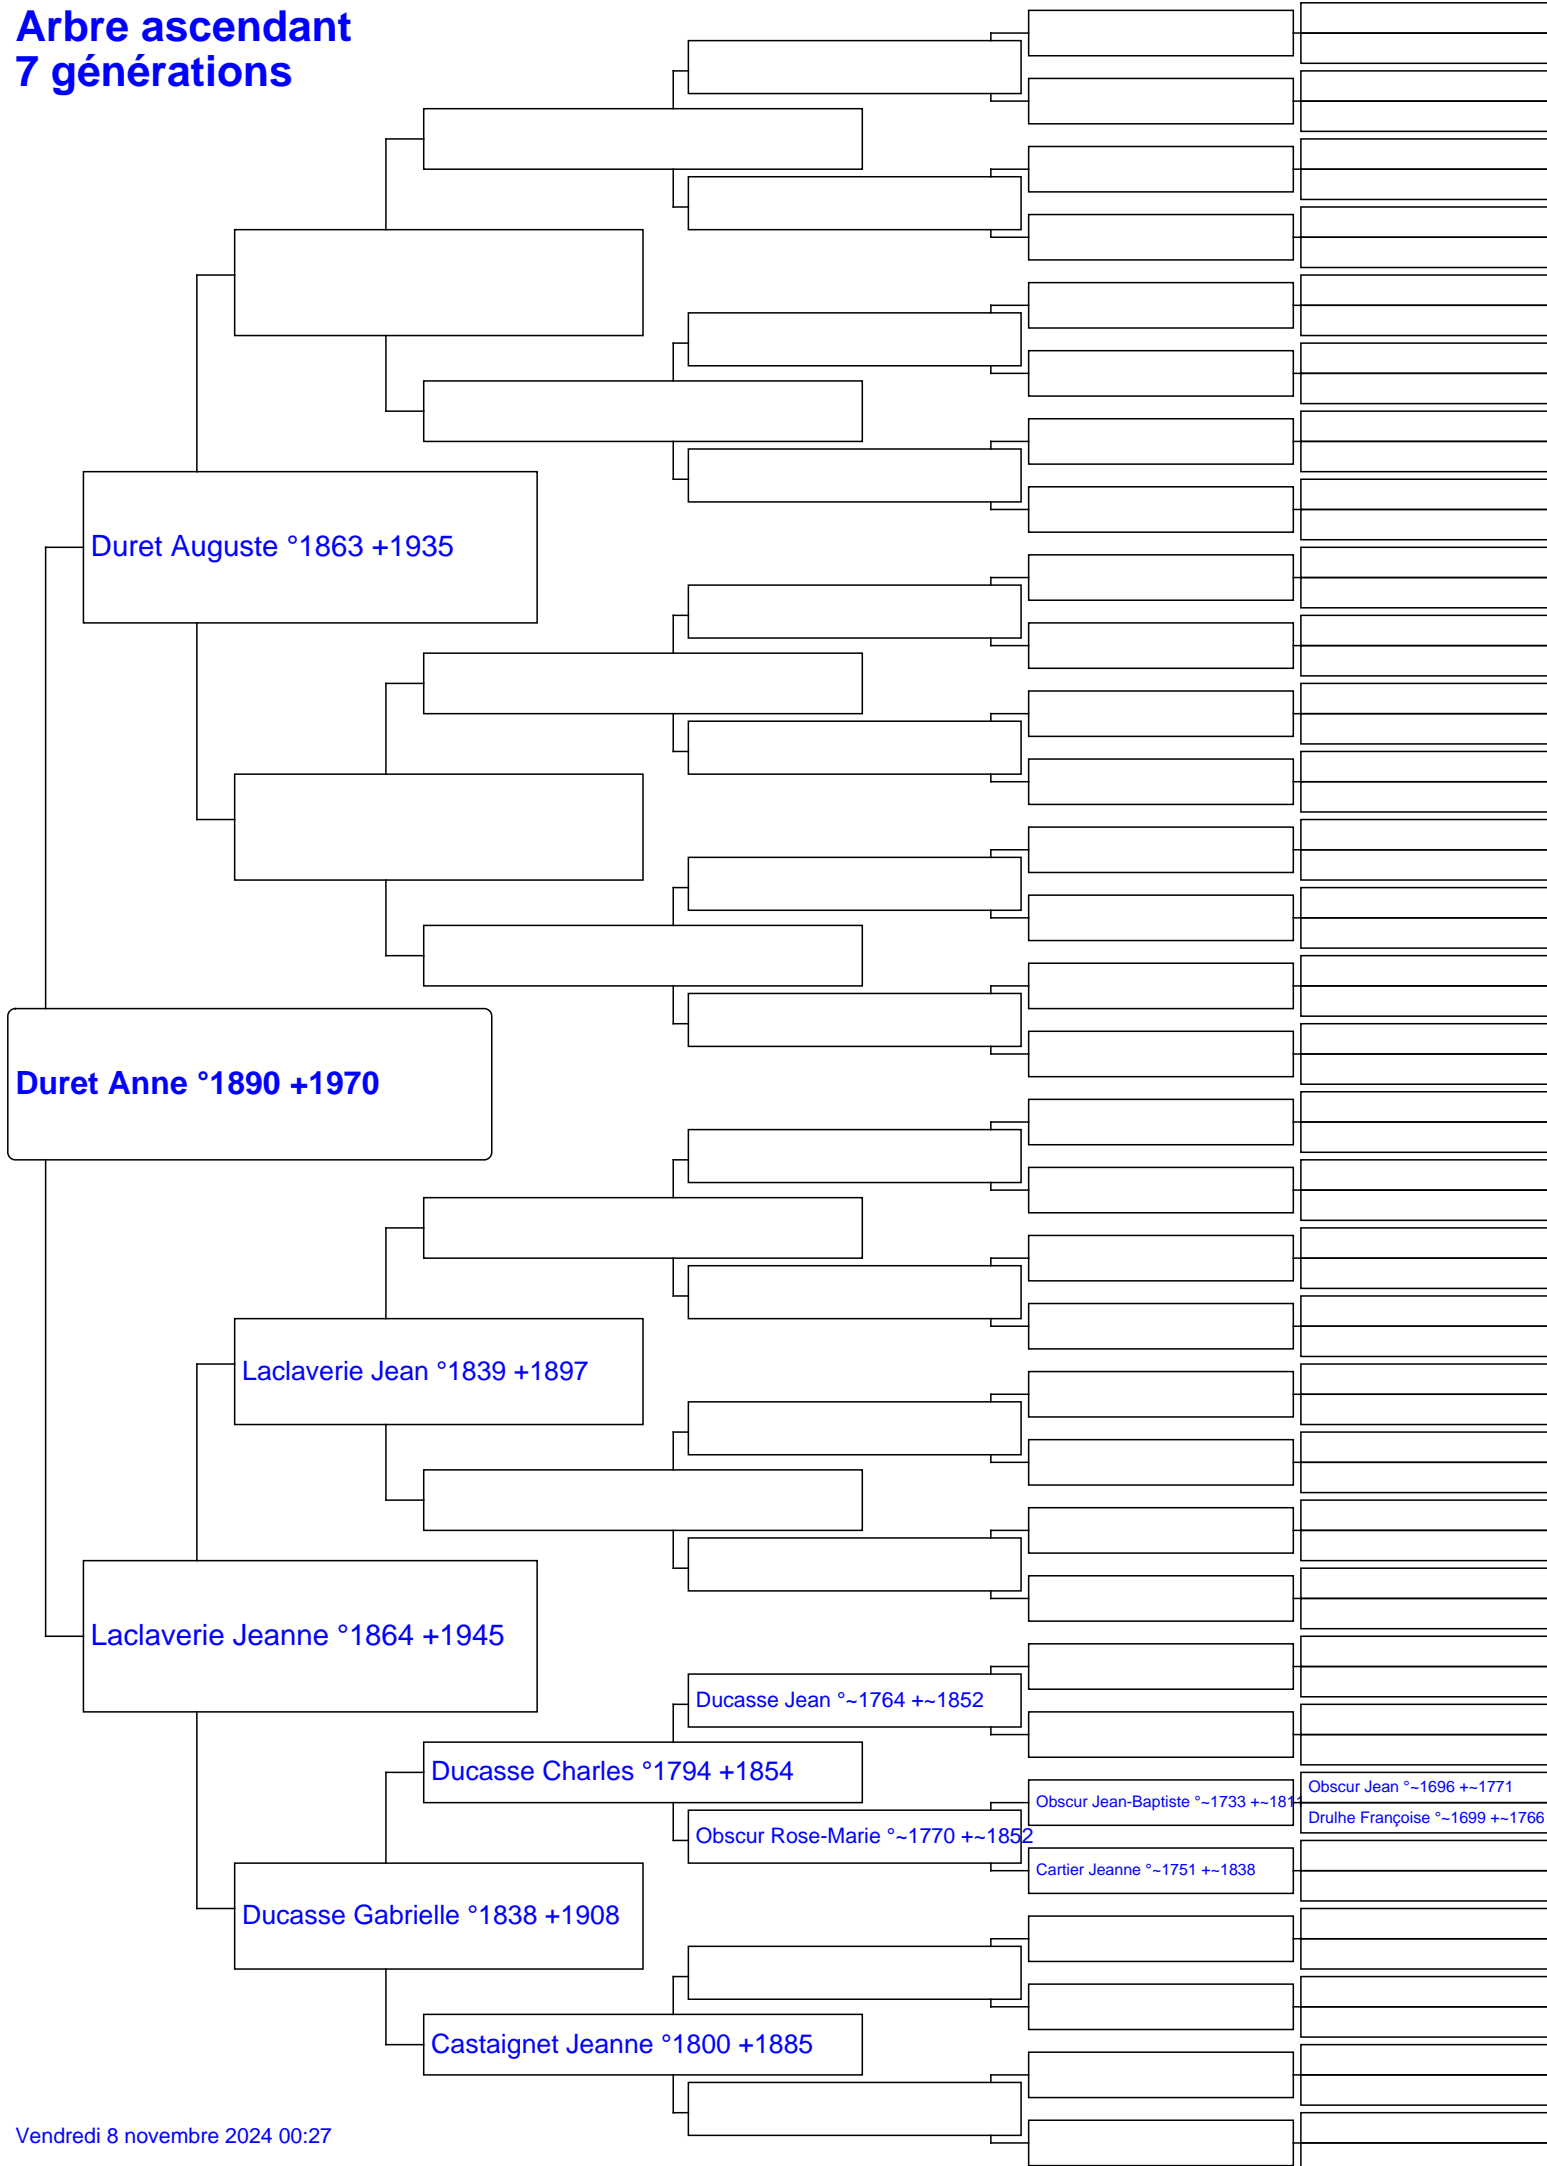 Arbre ascendant
7 générations
Duret Auguste °1863 +1935
Duret Anne °1890 +1970
Laclaverie Jean °1839 +1897
Laclaverie Jeanne °1864 +1945
Ducasse Jean °~1764 +~1852
Ducasse Charles °1794 +1854
Obscur Jean °~1696 +~1771
Obscur Jean-Baptiste °~1733
Drulhe Françoise °~1699 +~1766
Obscur Rose-Marie °~1770 +~1852
Cartier Jeanne °~1751 +~1838
Ducasse Gabrielle °1838 +1908
Castaignet Jeanne °1800 +1885
Vendredi 8 novembre 2024 00:27